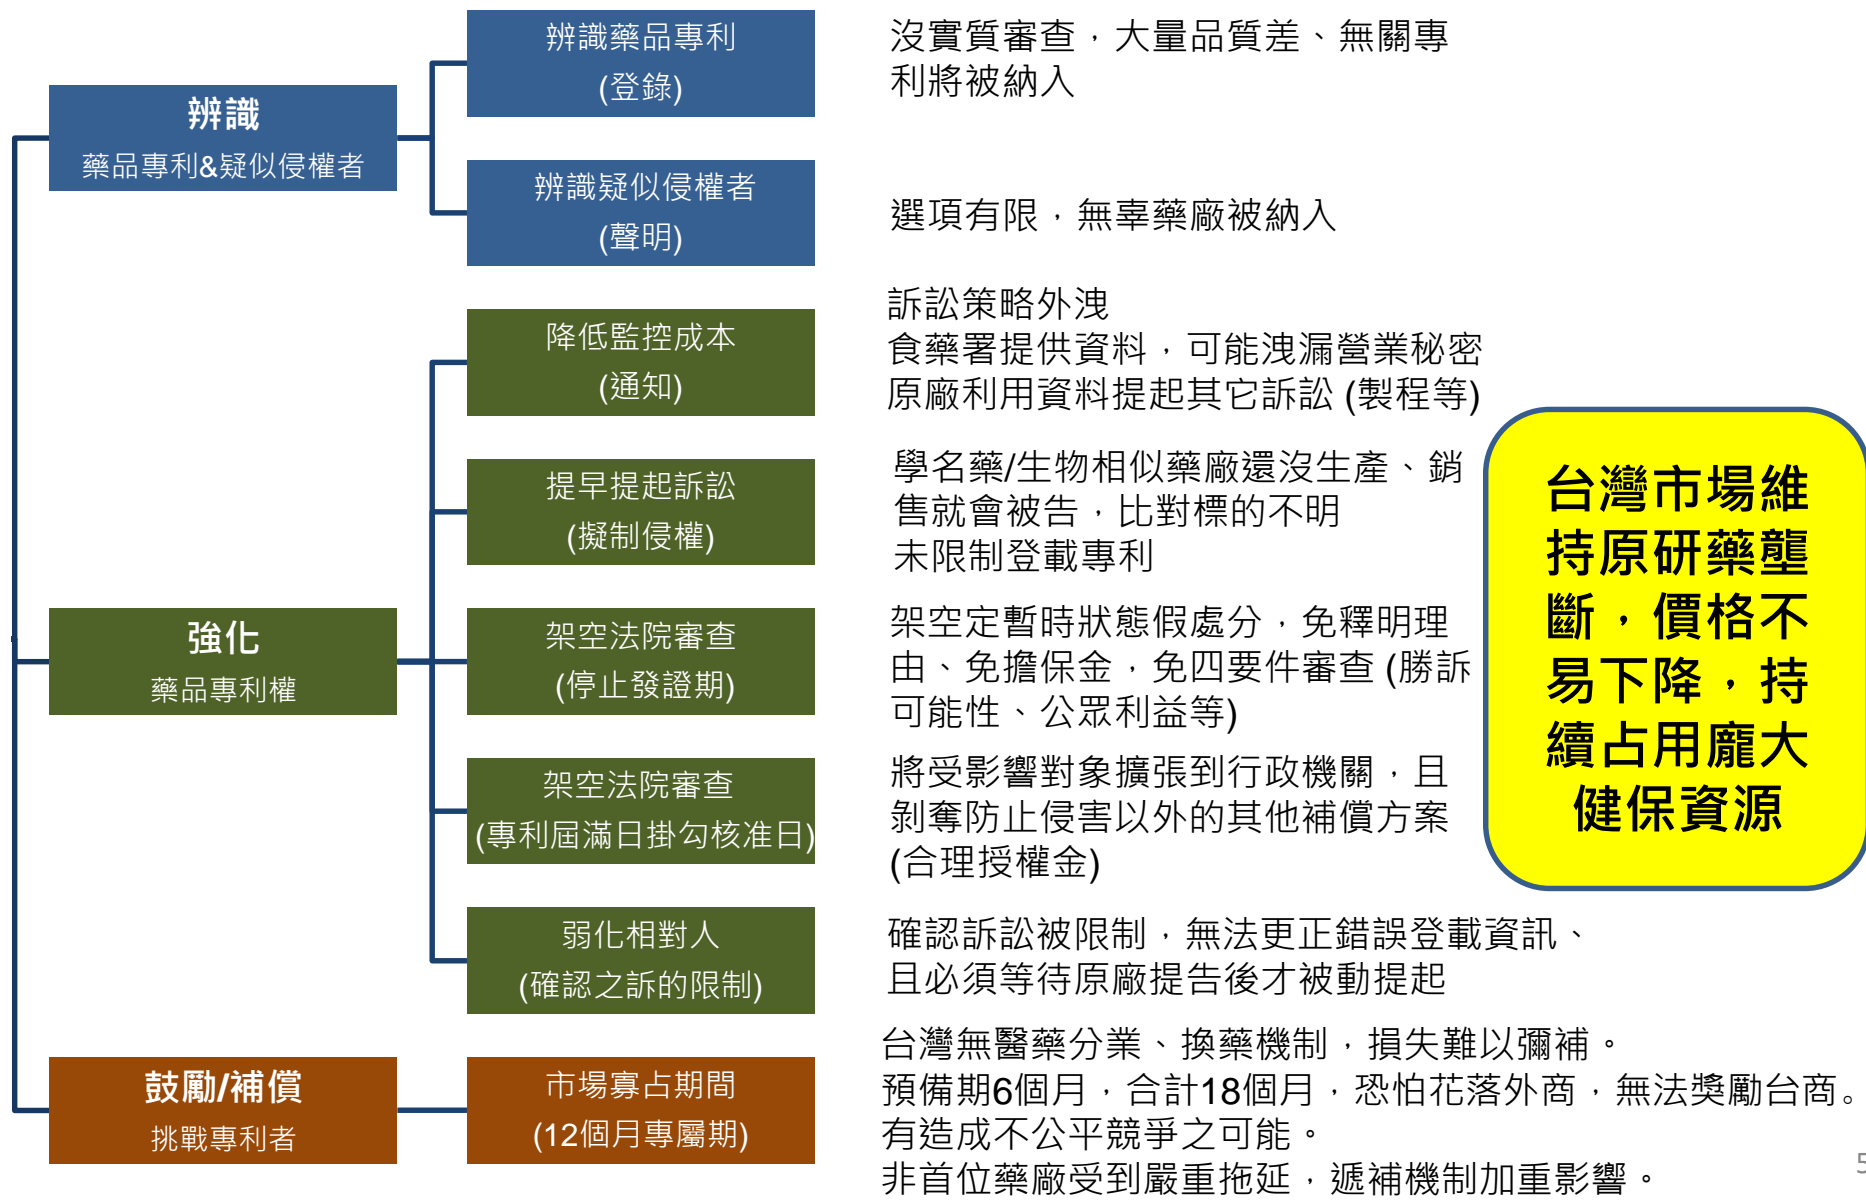 辨識
藥品專利&疑似侵權者
辨識藥品專利
(登錄)
沒實質審查，大量品質差、無關專
利將被納入
辨識疑似侵權者
(聲明)
選項有限，無辜藥廠被納入
強化
藥品專利權
降低監控成本
(通知)
訴訟策略外洩
食藥署提供資料，可能洩漏營業秘密
原廠利用資料提起其它訴訟 (製程等)
提早提起訴訟
(擬制侵權)
學名藥/生物相似藥廠還沒生產、銷
售就會被告，比對標的不明
未限制登載專利
架空法院審查
(停止發證期)
架空定暫時狀態假處分，免釋明理
由、免擔保金，免四要件審查 (勝訴
可能性、公眾利益等)
架空法院審查
(專利屆滿日掛勾核准日)
將受影響對象擴張到行政機關，且
剝奪防止侵害以外的其他補償方案
(合理授權金)
弱化相對人
(確認之訴的限制)
確認訴訟被限制，無法更正錯誤登載資訊、
且必須等待原廠提告後才被動提起
鼓勵/補償
挑戰專利者
市場寡占期間
(12個月專屬期)
台灣無醫藥分業、換藥機制，損失難以彌補。
預備期6個月，合計18個月，恐怕花落外商，無法獎勵台商。
有造成不公平競爭之可能。
非首位藥廠受到嚴重拖延，遞補機制加重影響。
台灣市場維
持原研藥壟
斷，價格不
易下降，持
續占用龐大
健保資源
5